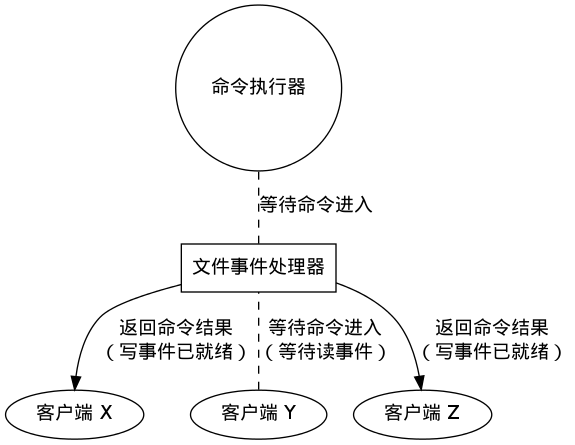 命令执行器
等待命令进入
文件事件处理器
返回命令结果
（写事件已就绪）
等待命令进入
（等待读事件）
返回命令结果
（写事件已就绪）
客户端 X
客户端 Y
客户端 Z